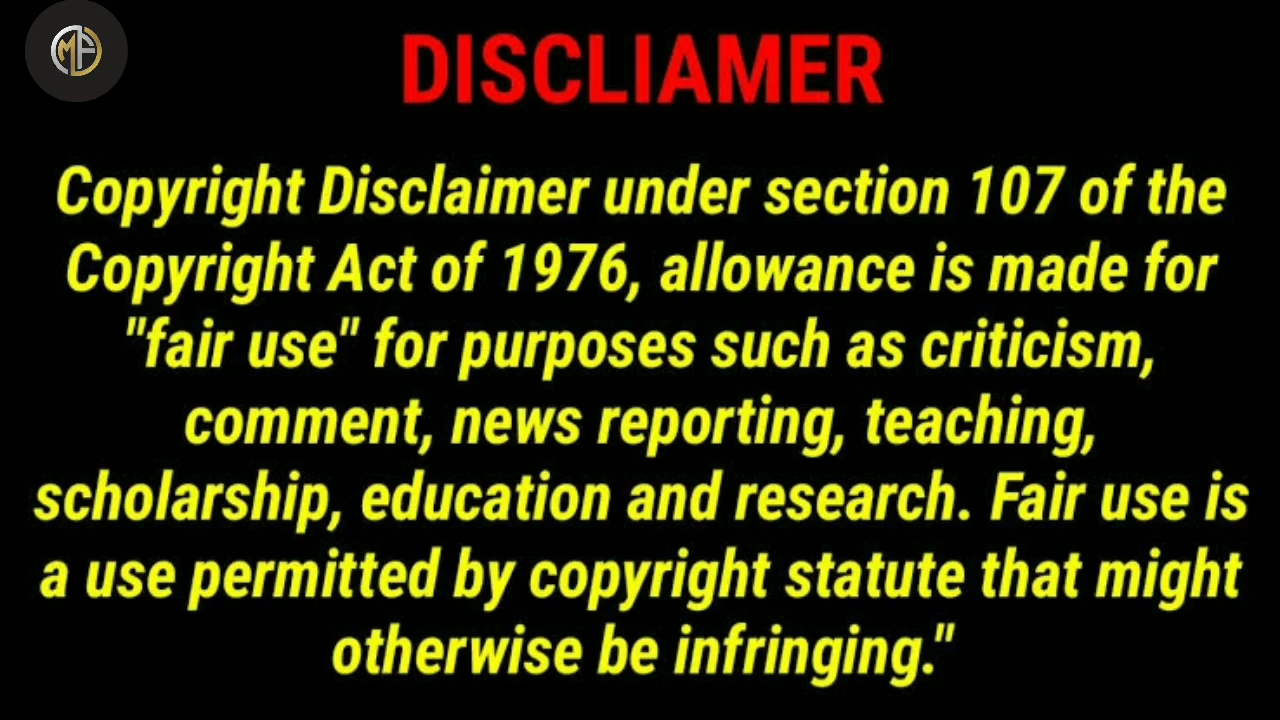 MF
DISCLIAMER
Copyright Disclaimer under section 107 of the
Copyright Act of 1976, allowance is made for
"fair use" for purposes such as criticism,
comment, news reporting, teaching,
scholarship, education and research. Fair use is
a use permitted by copyright statute that might
otherwise be infringing."